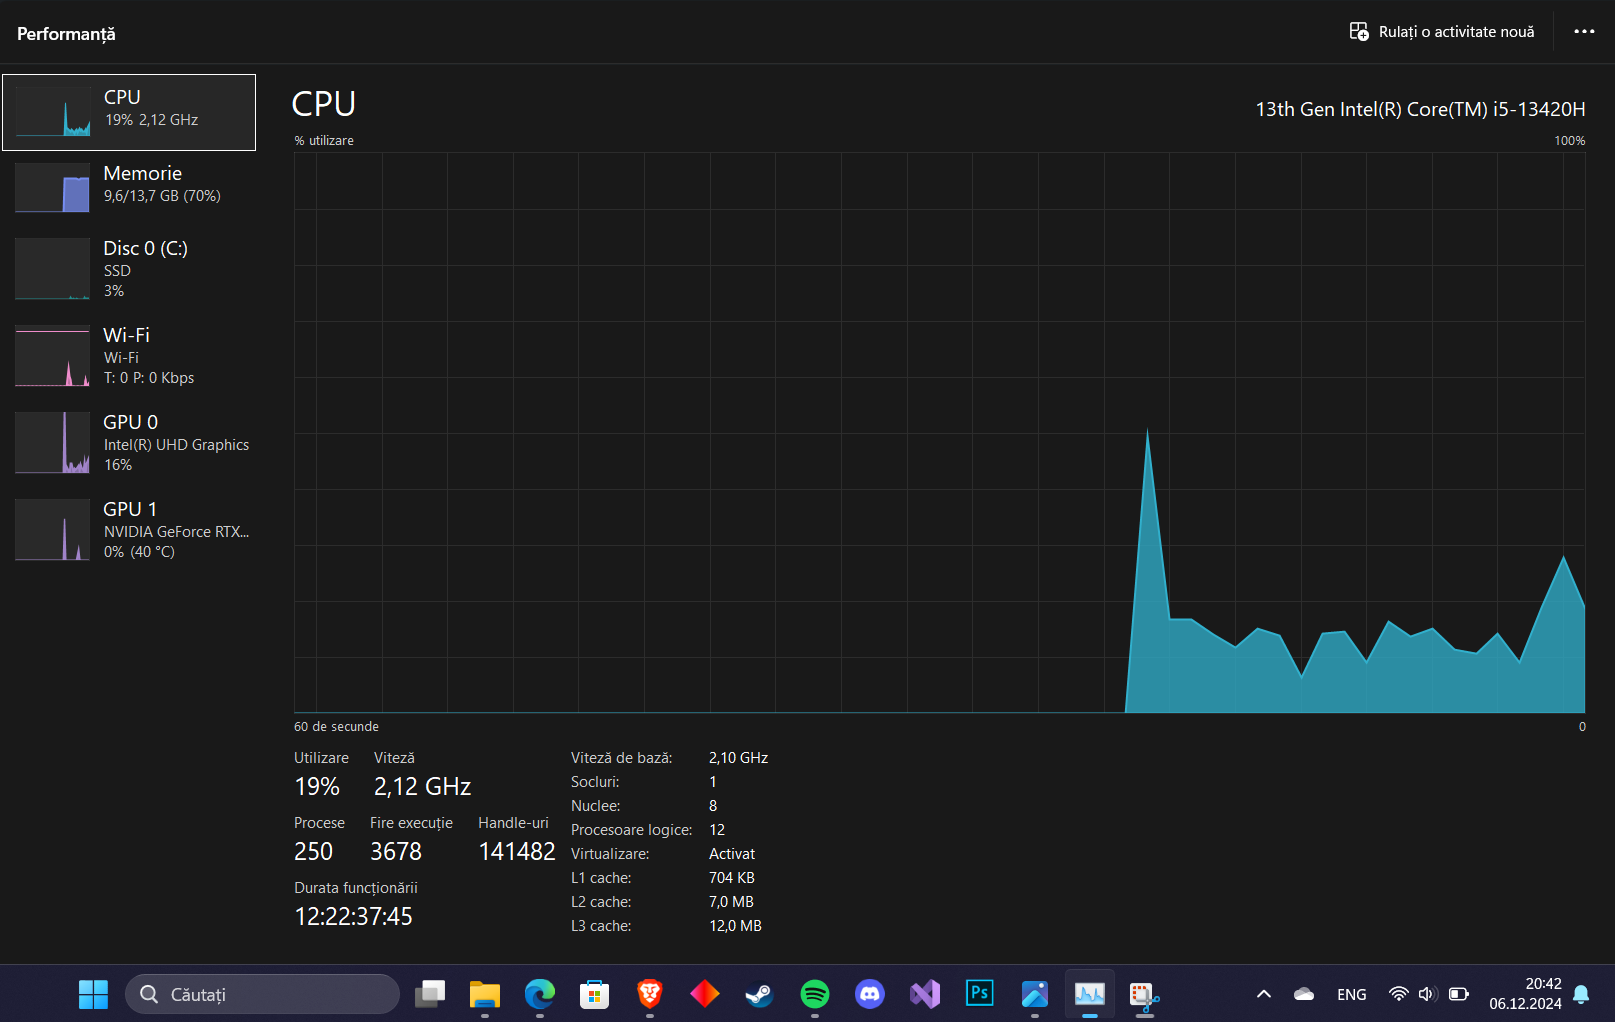 Performanță
Rulați o activitate nouă
CPU
19% 2,12 GHz
Memorie
9,6/13,7 GB (70%)
Disc 0 (C:)
SSD
3%
Wi-Fi
Wi-Fi
T: 0 P: 0 Kbps
GPU 0
Intel(R) UHD Graphics
16%
GPU 1
NVIDIA GeForce RTX...
0% (40 °C)
CPU
13th Gen Intel(R) Core(TM) i5-13420H
% utilizare
100%
60 de secunde
0
Utilizare
19%
Viteză
2,12 GHz
Procese
250
Fire execuție
3678
Handle-uri
141482
Durata funcționării
12:22:37:45
Viteză de bază: 2,10 GHz
Socluri: 1
Nuclee: 8
Procesoare logice: 12
Virtualizare: Activat
L1 cache: 704 KB
L2 cache: 7,0 MB
L3 cache: 12,0 MB
Căutați
Ps
ENG
20:42
06.12.2024